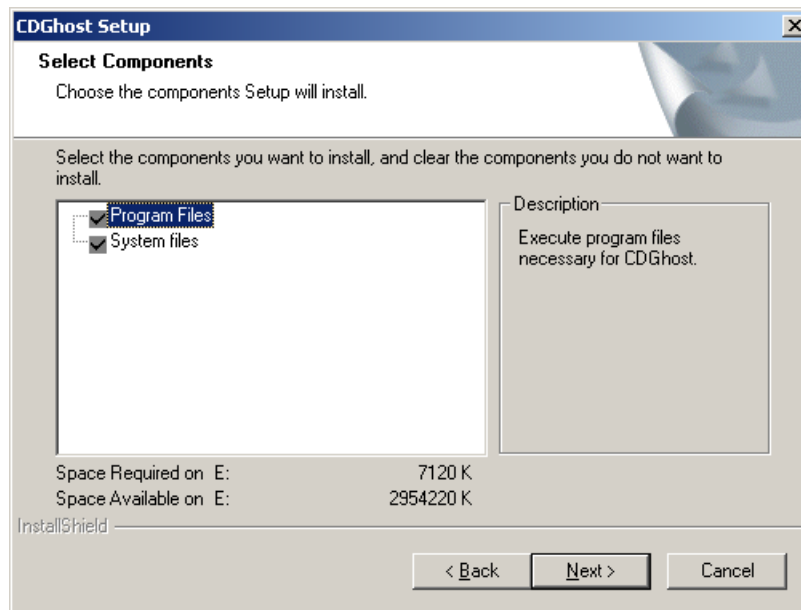 CDGhost Setup
Select Components
Choose the components Setup will install.
Select the components you want to install, and clear the components you do not want to
install.
Program Files
System files
Description
Execute program files
necessary for CDGhost.
Space Required on E: 7120 K
Space Available on E: 2954220 K
InstallShield
< Back Next > Cancel